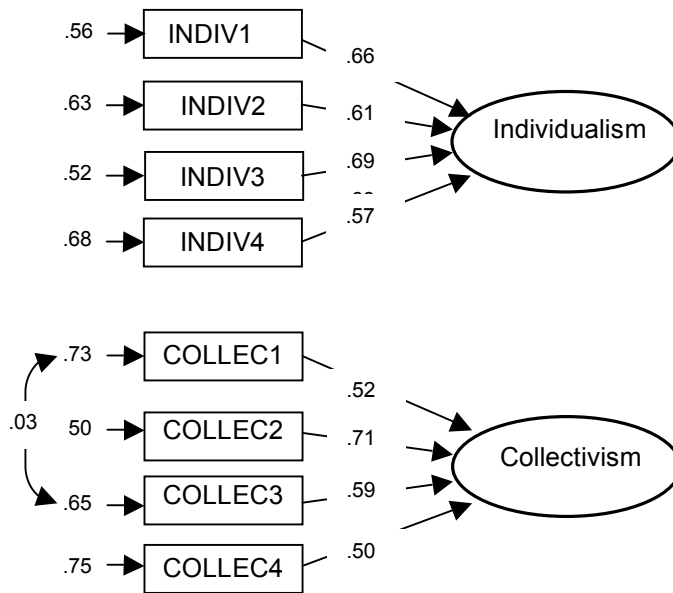 .56 INDIV1 .66
.63 INDIV2 .61 Individualism
.52 INDIV3 .69
.68 INDIV4 .57
.73 COLLEC1 .52
.03 50 COLLEC2 .71 Collectivism
.65 COLLEC3 .59
.75 COLLEC4 .50